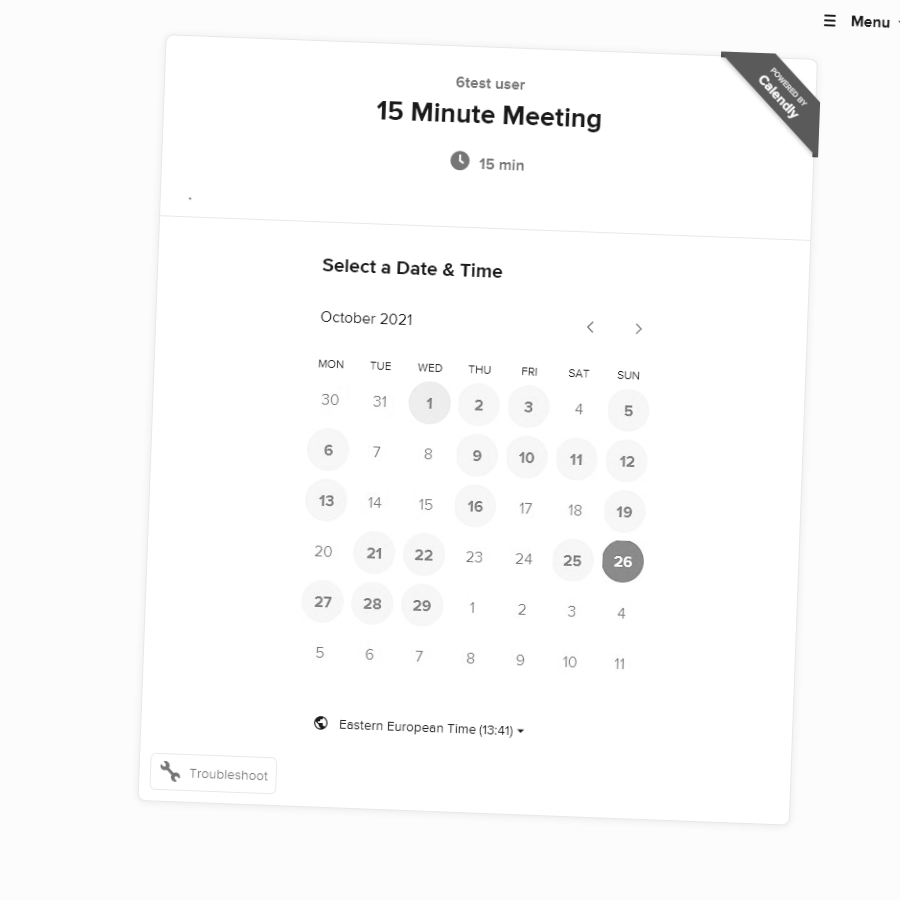 Menu
6test user
15 Minute Meeting
15 min
POWERED BY
Calendly
Select a Date & Time
October 2021
MON TUE WED THU FRI SAT SUN
30 31 1 2 3 4 5
6 7 8 9 10 11 12
13 14 15 16 17 18 19
20 21 22 23 24 25 26
27 28 29 1 2 3 4
5 6 7 8 9 10 11
Eastern European Time (13:41)
Troubleshoot